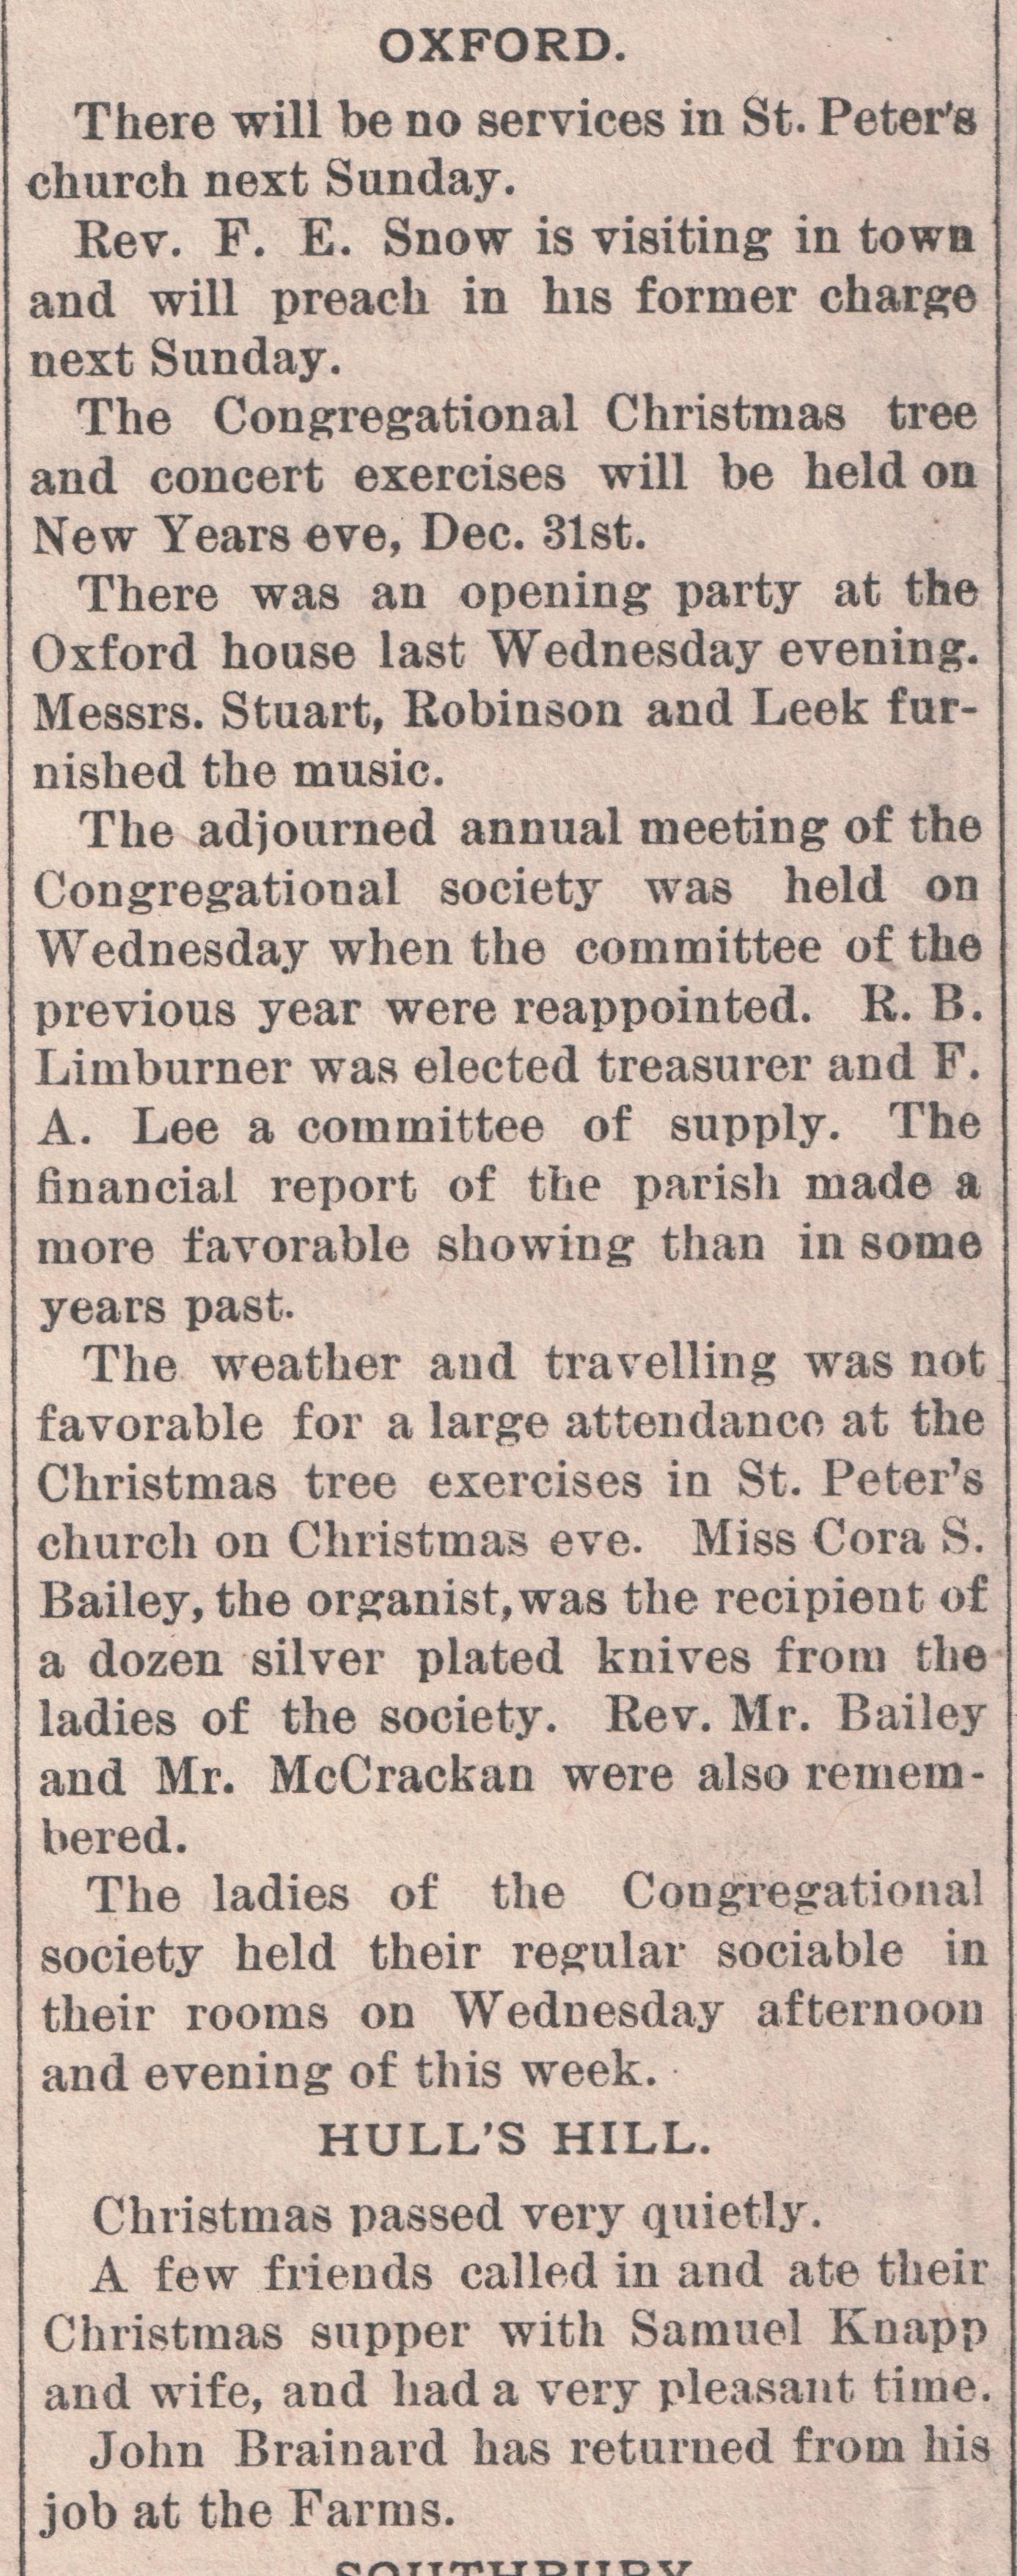 OXFORD.
There will be no services in St. Peter's
church next Sunday.
Rev. F. E. Snow is visiting in town
and will preach in his former charge
next Sunday.
The Congregational Christmas tree
and concert exercises will be held on
New Years eve, Dec. 31st.
There was an opening party at the
Oxford house last Wednesday evening.
Messrs. Stuart, Robinson and Leek fur-
nished the music.
The adjourned annual meeting of the
Congregational society was held on
Wednesday when the committee of the
previous year were reappointed. R. B.
Limburner was elected treasurer and F.
A. Lee a committee of supply. The
financial report of the parish made a
more favorable showing than in some
years past.
The weather and travelling was not
favorable for a large attendance at the
Christmas tree exercises in St. Peter's
church on Christmas eve. Miss Cora S.
Bailey, the organist, was the recipient of
a dozen silver plated knives from the
ladies of the society. Rev. Mr. Bailey
and Mr. McCrackan were also remem-
bered.
The ladies of the Congregational
society held their regular sociable in
their rooms on Wednesday afternoon
and evening of this week.
HULL'S HILL.
Christmas passed very quietly.
A few friends called in and ate their
Christmas supper with Samuel Knapp
and wife, and had a very pleasant time.
John Brainard has returned from his
job at the Farms.
SOUTHBURY